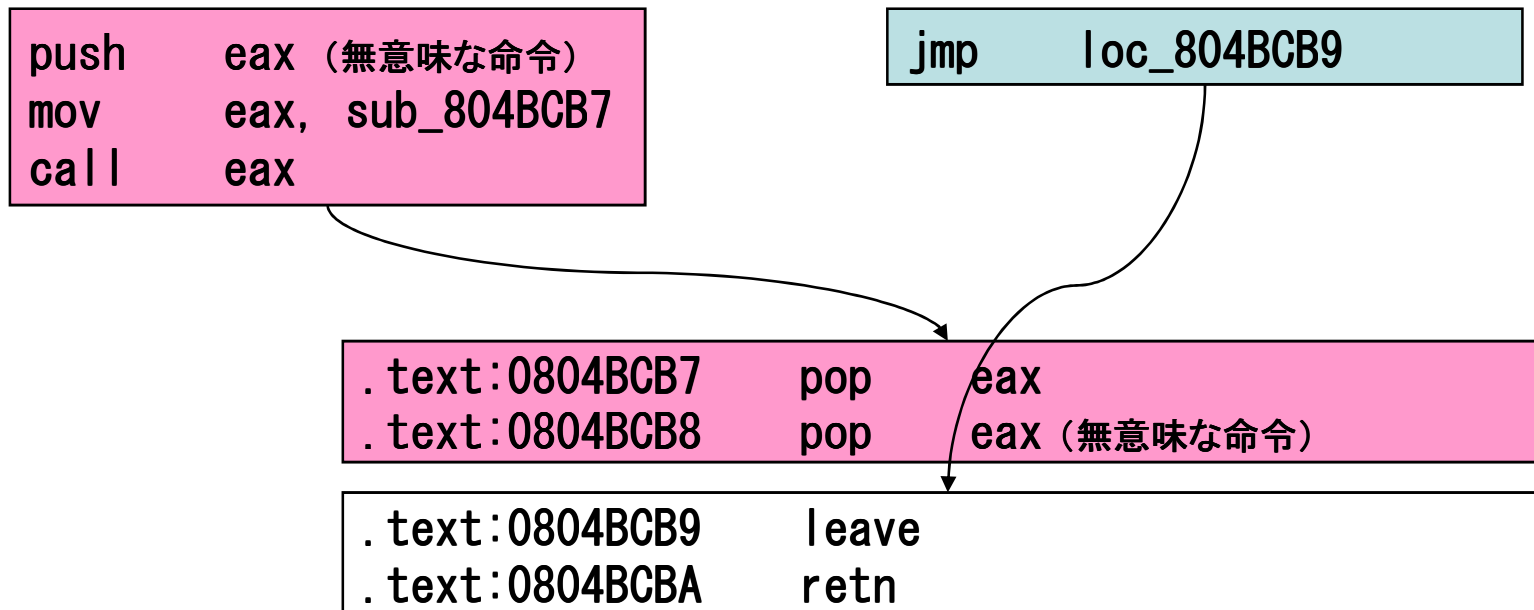 push eax （無意味な命令）
mov eax, sub_804BCB7
call eax
jmp loc_804BCB9
.text:0804BCB7 pop eax
.text:0804BCB8 pop eax （無意味な命令）
.text:0804BCB9 leave
.text:0804BCBA retn